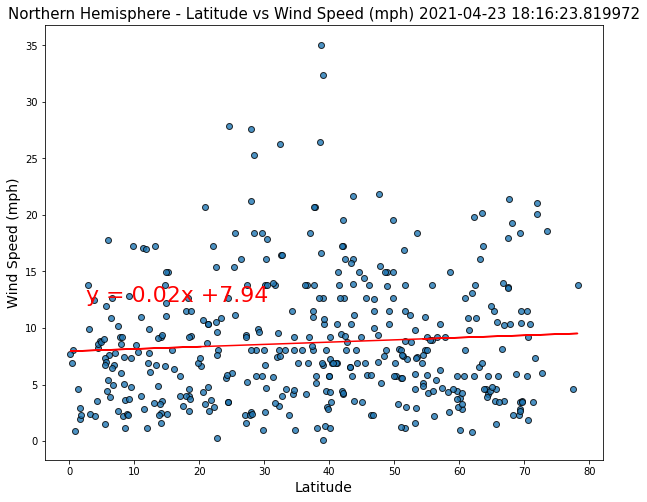 Northern Hemisphere - Latitude vs Wind Speed (mph) 2021-04-23 18:16:23.819972
Wind Speed (mph)
35
30
25
20
15
10
5
0
y = 0.02x +7.94
0 10 20 30 40 50 60 70 80
Latitude